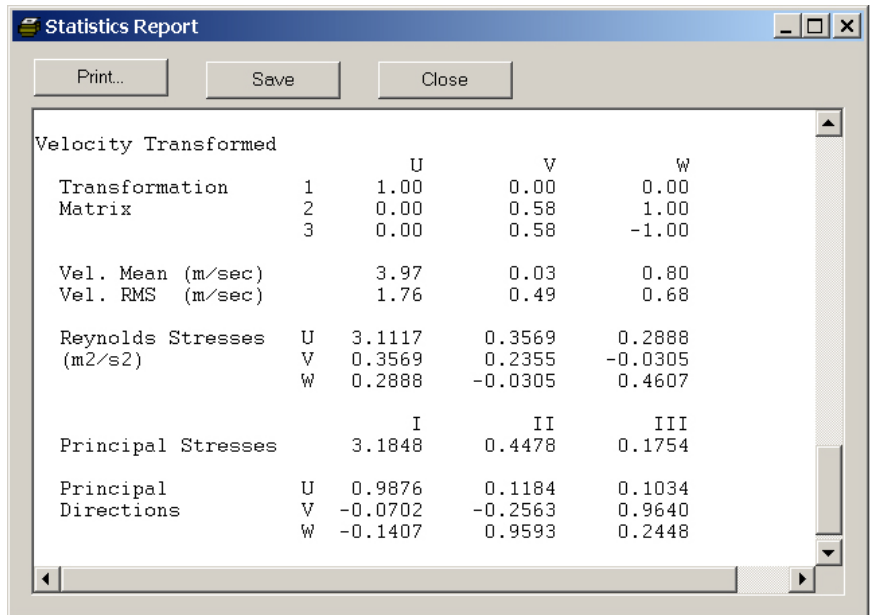 Statistics Report
Print... Save Close
Velocity Transformed
U V W
Transformation 1 1.00 0.00 0.00
Matrix 2 0.00 0.58 1.00
3 0.00 0.58 -1.00
Vel. Mean (m/sec) 3.97 0.03 0.80
Vel. RMS (m/sec) 1.76 0.49 0.68
Reynolds Stresses U 3.1117 0.3569 0.2888
(m2/s2) V 0.3569 0.2355 -0.0305
W 0.2888 -0.0305 0.4607
I II III
Principal Stresses 3.1848 0.4478 0.1754
Principal U 0.9876 0.1184 0.1034
Directions V -0.0702 -0.2563 0.9640
W -0.1407 0.9593 0.2448